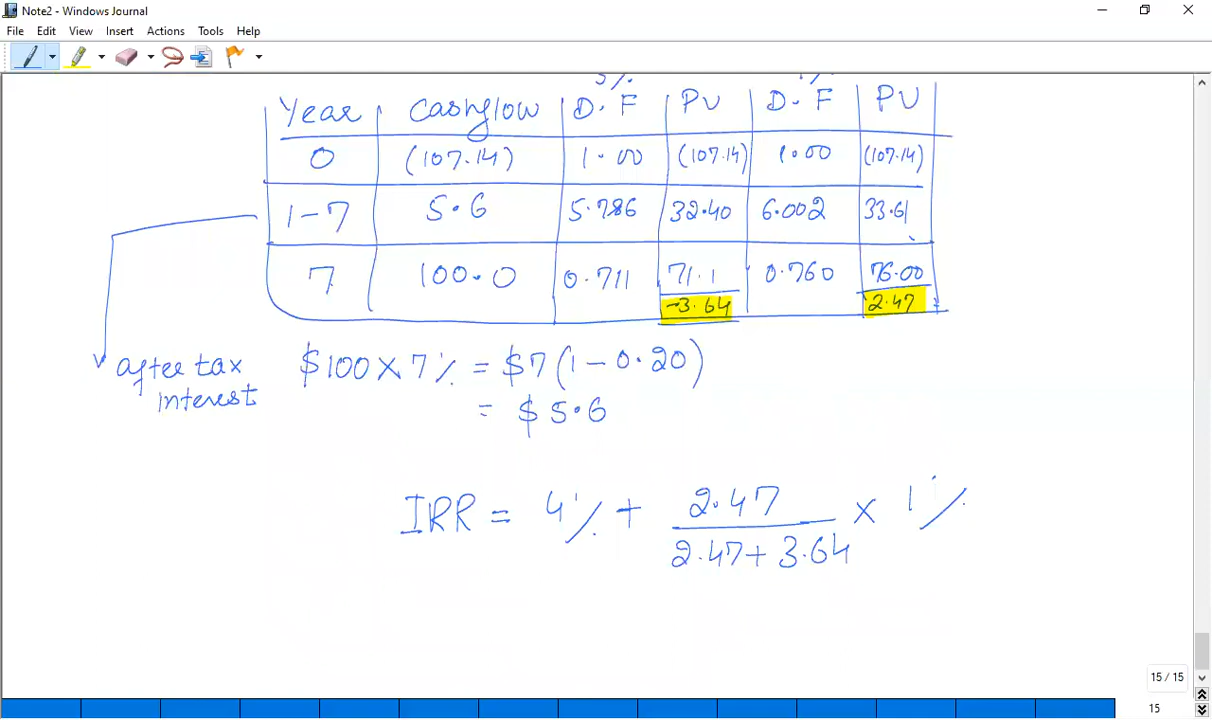 Note2 - Windows Journal
File Edit View Insert Actions Tools Help
5% 4%
Year Cashflow D.F PV D.F PV
0 (107.14) 1.00 (107.14) 1.00 (107.14)
1-7 5.6 5.786 32.40 6.002 33.61
7 100.0 0.711 71.1 0.760 76.00
-3.64 2.47
after tax $100 X 7% = $7(1-0.20)
interest = $5.6
IRR = 4% + 2.47 X 1%
2.47+3.64
15 / 15
15